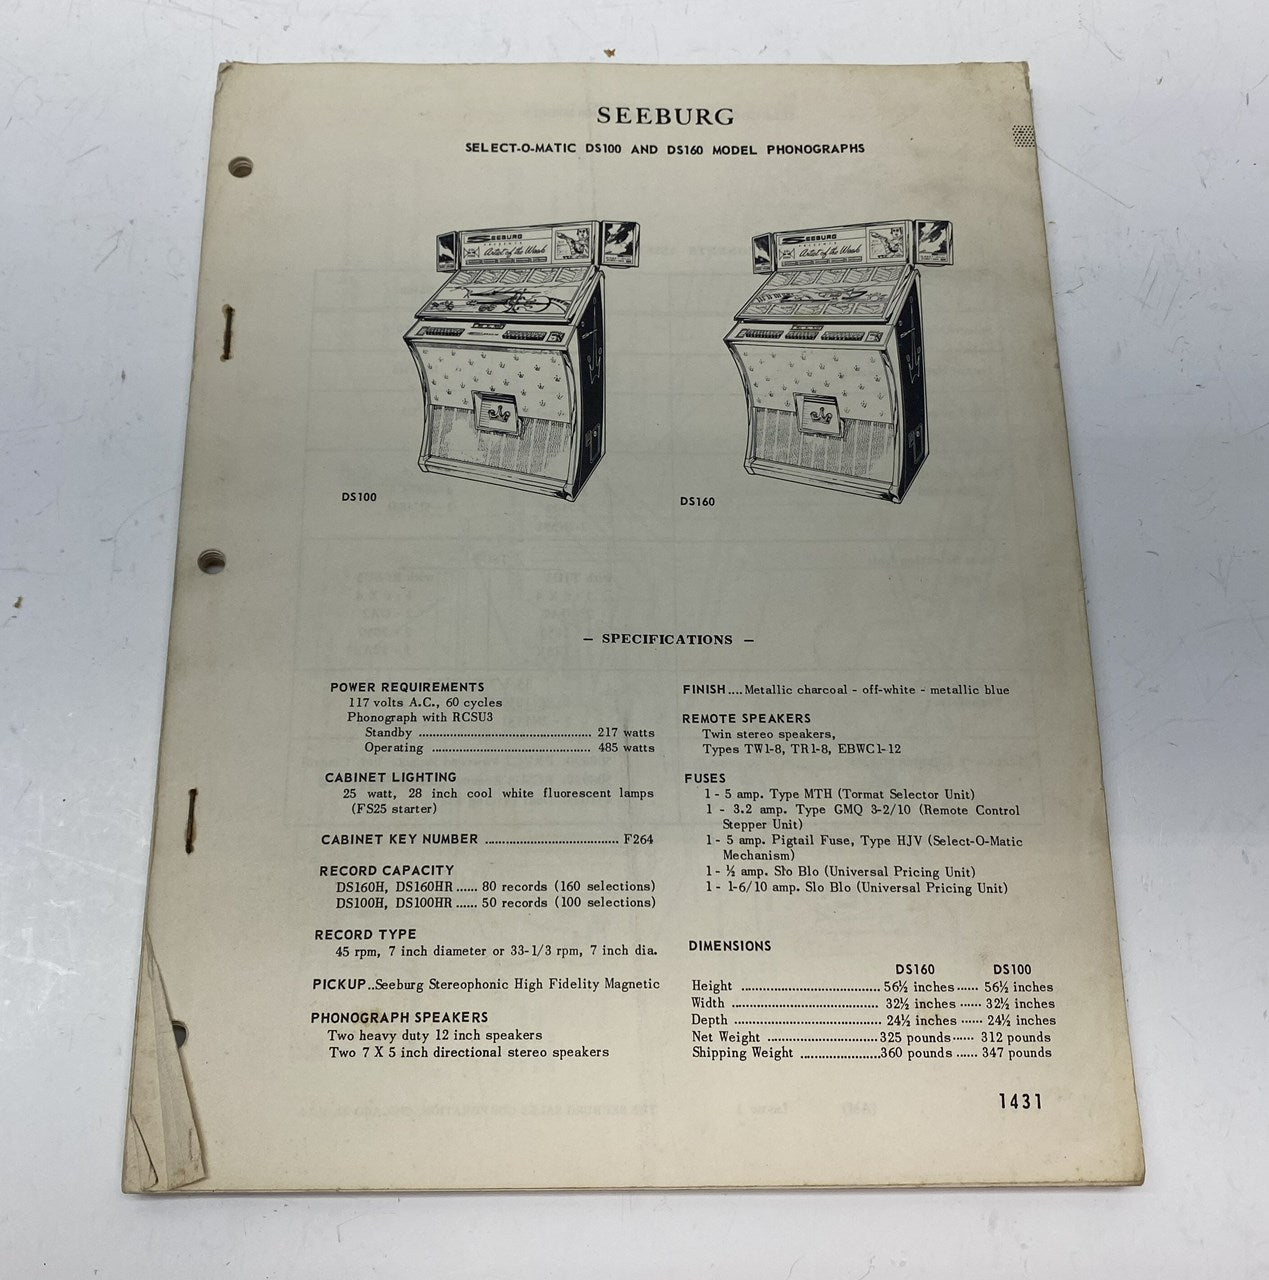 SEEBURG
SELECT-O-MATIC DS100 AND DS160 MODEL PHONOGRAPHS
SEEBURG
Artist of the Week
SEEBURG
Artist of the Week
DS100
DS160
– SPECIFICATIONS –
POWER REQUIREMENTS
117 volts A.C., 60 cycles
Phonograph with RCSU3
Standby ............................................ 217 watts
Operating ........................................ 485 watts
CABINET LIGHTING
25 watt, 28 inch cool white fluorescent lamps
(FS25 starter)
CABINET KEY NUMBER .................................. F264
RECORD CAPACITY
DS160H, DS160HR ...... 80 records (160 selections)
DS100H, DS100HR ...... 50 records (100 selections)
RECORD TYPE
45 rpm, 7 inch diameter or 33-1/3 rpm, 7 inch dia.
PICKUP..Seeburg Stereophonic High Fidelity Magnetic
PHONOGRAPH SPEAKERS
Two heavy duty 12 inch speakers
Two 7 X 5 inch directional stereo speakers
FINISH.... Metallic charcoal - off-white - metallic blue
REMOTE SPEAKERS
Twin stereo speakers,
Types TW1-8, TR1-8, EBWC1-12
FUSES
1 - 5 amp. Type MTH (Tormat Selector Unit)
1 - 3.2 amp. Type GMQ 3-2/10 (Remote Control
Stepper Unit)
1 - 5 amp. Pigtail Fuse, Type HJV (Select-O-Matic
Mechanism)
1 - ½ amp. Slo Blo (Universal Pricing Unit)
1 - 1-6/10 amp. Slo Blo (Universal Pricing Unit)
DIMENSIONS
DS160 DS100
Height .................................... 56½ inches ...... 56½ inches
Width ...................................... 32½ inches ...... 32½ inches
Depth ...................................... 24½ inches ...... 24½ inches
Net Weight ............................ 325 pounds ...... 312 pounds
Shipping Weight .................... 360 pounds ...... 347 pounds
1431